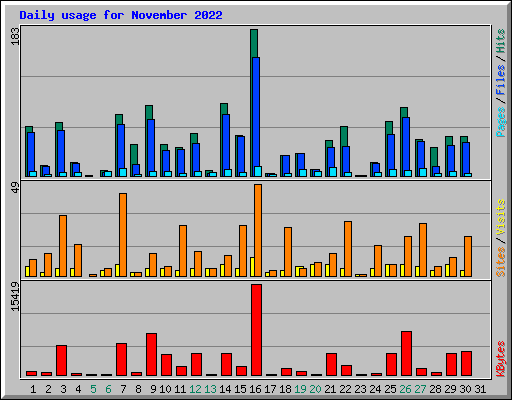 Daily usage for November 2022
183
Pages / Files / Hits
49
Sites / Visits
15419
KBytes
1 2 3 4 5 6 7 8 9 10 11 12 13 14 15 16 17 18 19 20 21 22 23 24 25 26 27 28 29 30 31